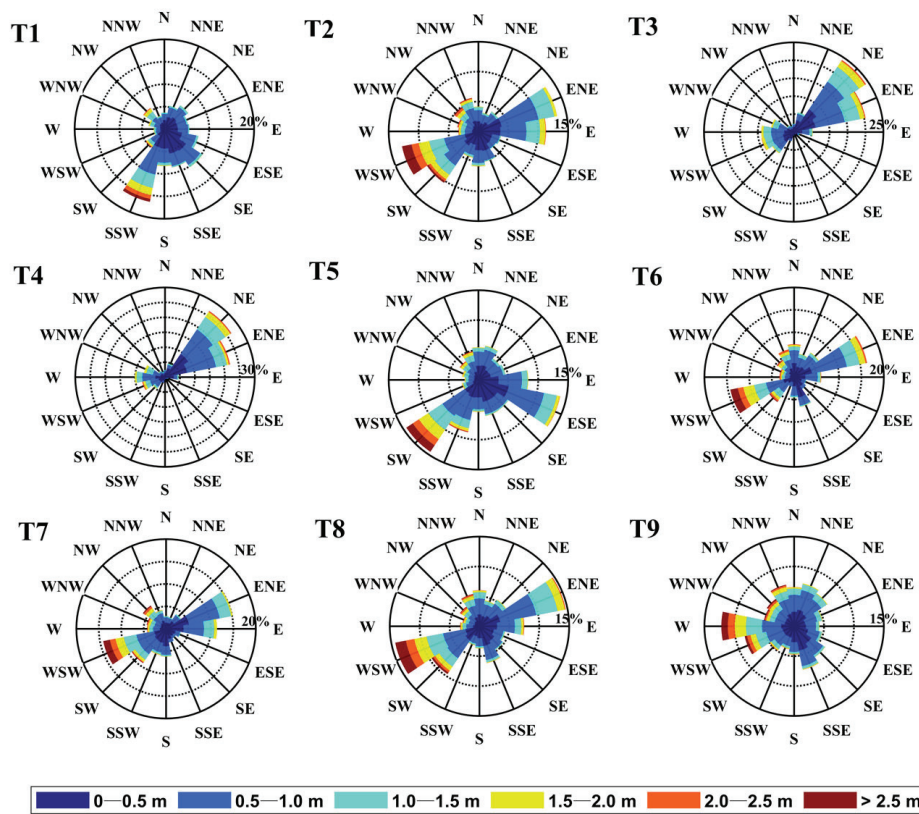 T1
N
NNW
NNE
NW
NE
WNW
ENE
W
20%
E
WSW
ESE
SW
SE
SSW
SSE
S
T2
N
NNW
NNE
NW
NE
WNW
ENE
W
15%
E
WSW
ESE
SW
SE
SSW
SSE
S
T3
N
NNW
NNE
NW
NE
WNW
ENE
W
25%
E
WSW
ESE
SW
SE
SSW
SSE
S
T4
N
NNW
NNE
NW
NE
WNW
ENE
W
30%
E
WSW
ESE
SW
SE
SSW
SSE
S
T5
N
NNW
NNE
NW
NE
WNW
ENE
W
15%
E
WSW
ESE
SW
SE
SSW
SSE
S
T6
N
NNW
NNE
NW
NE
WNW
ENE
W
20%
E
WSW
ESE
SW
SE
SSW
SSE
S
T7
N
NNW
NNE
NW
NE
WNW
ENE
W
20%
E
WSW
ESE
SW
SE
SSW
SSE
S
T8
N
NNW
NNE
NW
NE
WNW
ENE
W
15%
E
WSW
ESE
SW
SE
SSW
SSE
S
T9
N
NNW
NNE
NW
NE
WNW
ENE
W
15%
E
WSW
ESE
SW
SE
SSW
SSE
S
0—0.5 m 0.5—1.0 m 1.0—1.5 m 1.5—2.0 m 2.0—2.5 m > 2.5 m